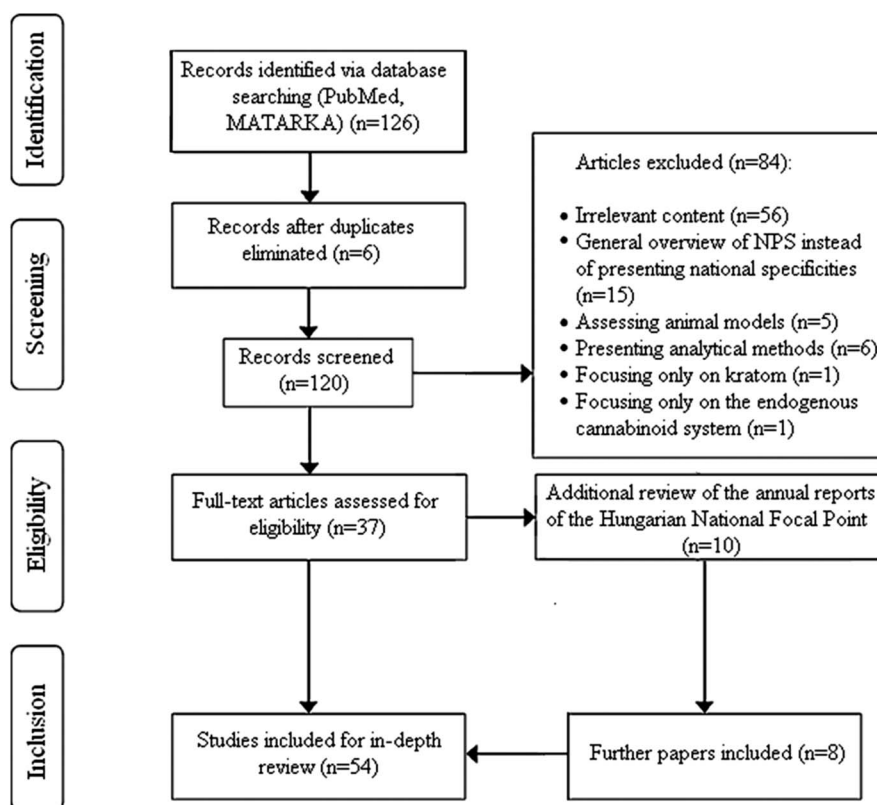 Identification
Records identified via database
searching (PubMed,
MATARKA) (n=126)
Screening
Records after duplicates
eliminated (n=6)
Records screened
(n=120)
Articles excluded (n=84):
• Irrelevant content (n=56)
• General overview of NPS instead
of presenting national specificities
(n=15)
• Assessing animal models (n=5)
• Presenting analytical methods (n=6)
• Focusing only on kratom (n=1)
• Focusing only on the endogenous
cannabinoid system (n=1)
Eligibility
Full-text articles assessed for
eligibility (n=37)
Additional review of the annual reports
of the Hungarian National Focal Point
(n=10)
Inclusion
Studies included for in-depth
review (n=54)
Further papers included (n=8)